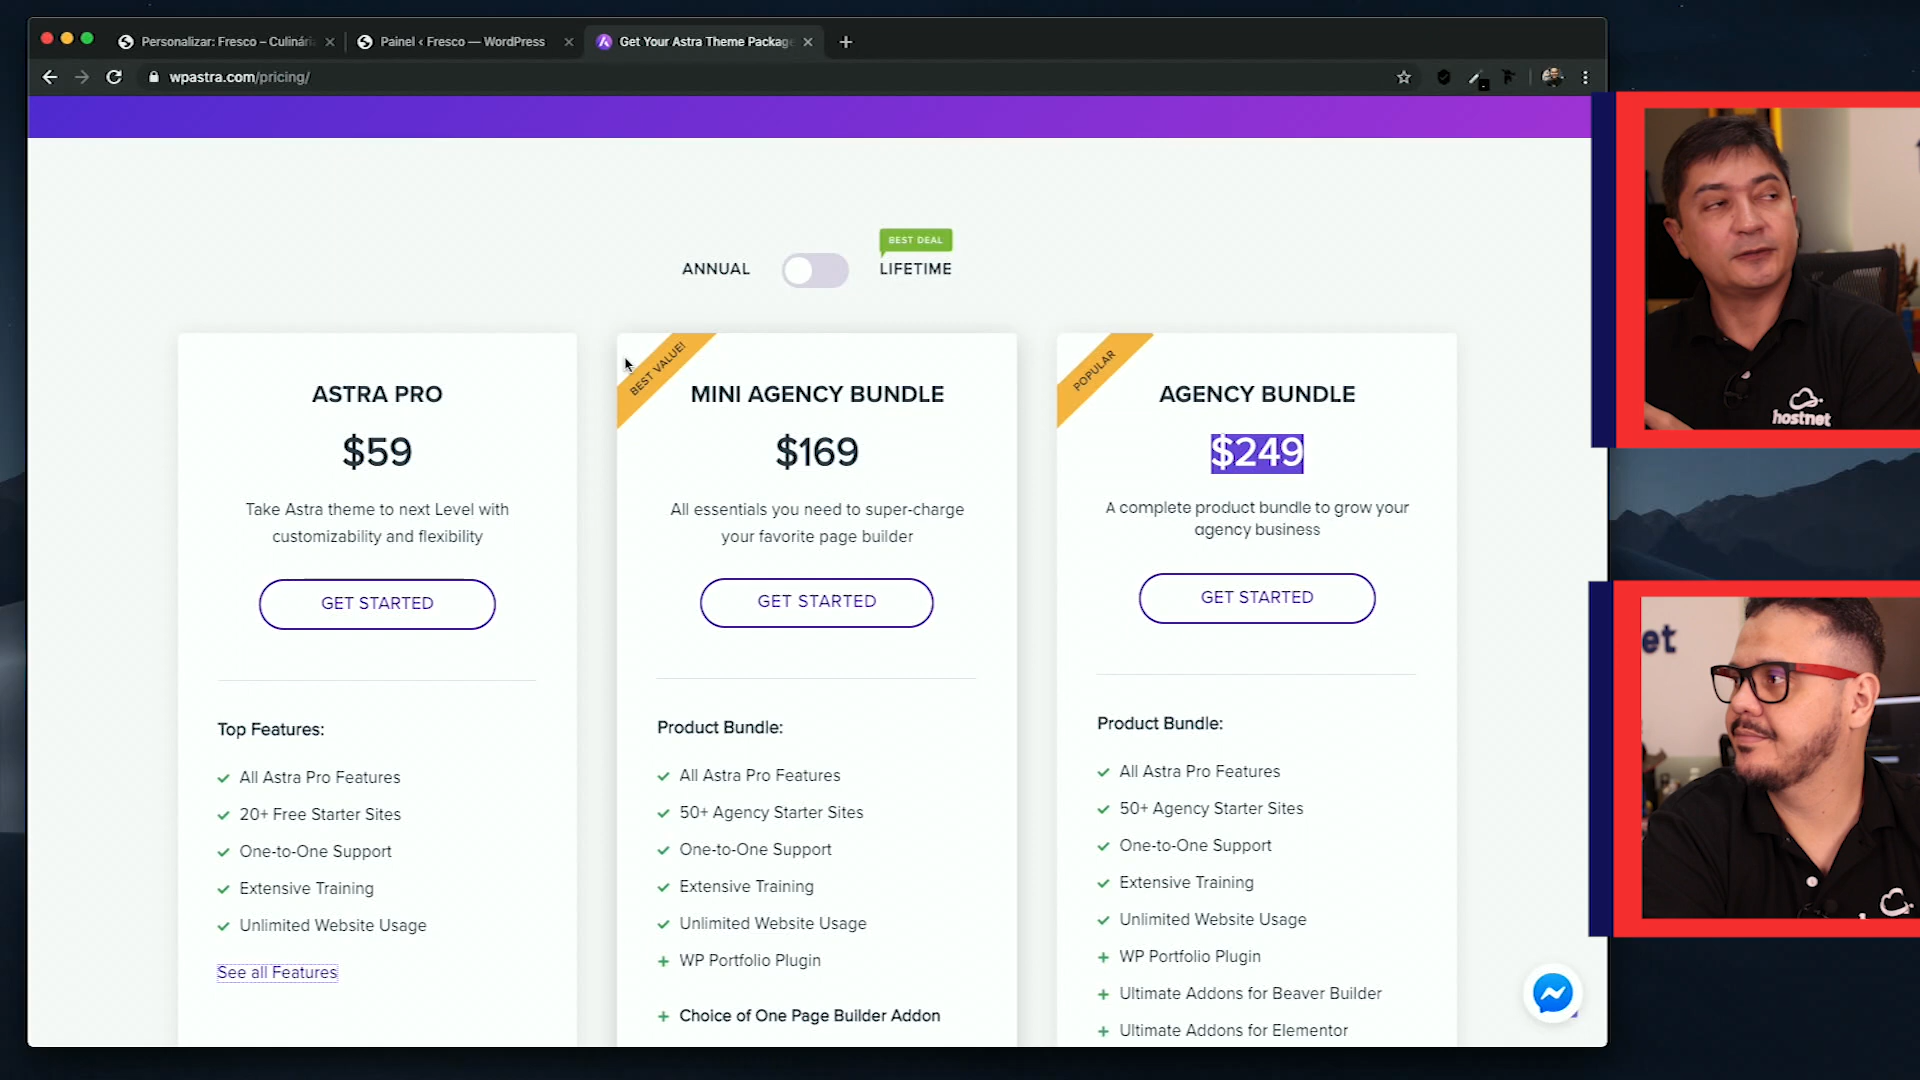 Personalizar: Fresco – Culinári
Painel ‹ Fresco — WordPress
Get Your Astra Theme Package
wpastra.com/pricing/
BEST DEAL
ANNUAL
LIFETIME
BEST VALUE!
POPULAR
ASTRA PRO
$59
Take Astra theme to next Level with
customizability and flexibility
GET STARTED
Top Features:
All Astra Pro Features
20+ Free Starter Sites
One-to-One Support
Extensive Training
Unlimited Website Usage
See all Features
MINI AGENCY BUNDLE
$169
All essentials you need to super-charge
your favorite page builder
GET STARTED
Product Bundle:
All Astra Pro Features
50+ Agency Starter Sites
One-to-One Support
Extensive Training
Unlimited Website Usage
WP Portfolio Plugin
Choice of One Page Builder Addon
AGENCY BUNDLE
$249
A complete product bundle to grow your
agency business
GET STARTED
Product Bundle:
All Astra Pro Features
50+ Agency Starter Sites
One-to-One Support
Extensive Training
Unlimited Website Usage
WP Portfolio Plugin
Ultimate Addons for Beaver Builder
Ultimate Addons for Elementor
hostnet
et